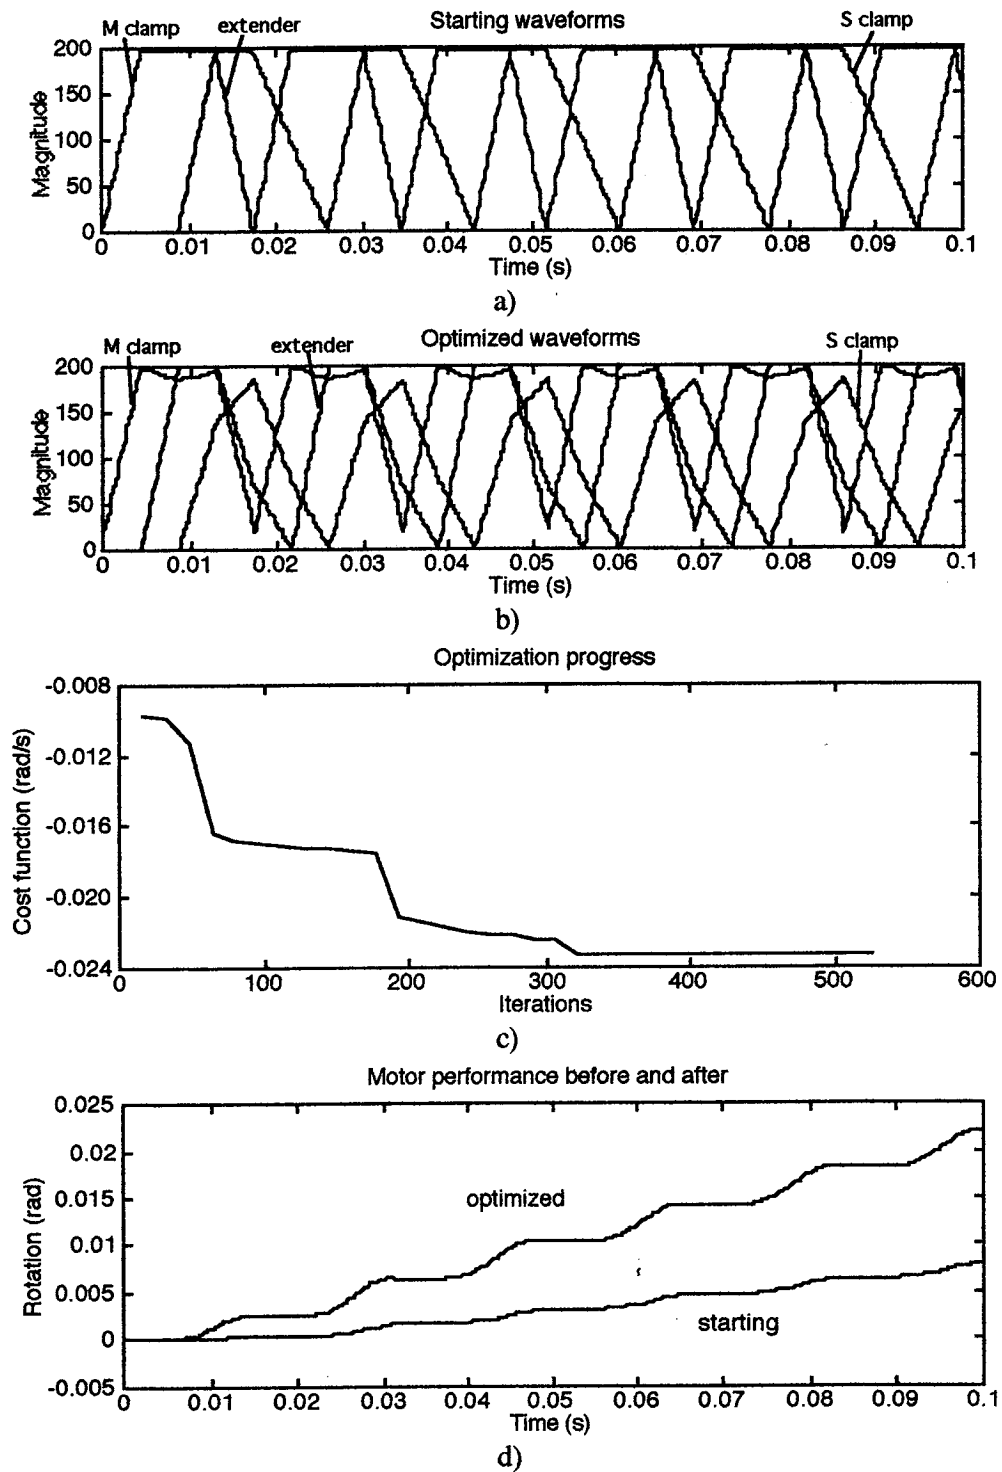 Starting waveforms
M clamp
extender
S clamp
200
150
100
50
0
Magnitude
0 0.01 0.02 0.03 0.04 0.05 0.06 0.07 0.08 0.09 0.1
Time (s)
a)
Optimized waveforms
M clamp
extender
S clamp
200
150
100
50
0
Magnitude
0 0.01 0.02 0.03 0.04 0.05 0.06 0.07 0.08 0.09 0.1
Time (s)
b)
Optimization progress
-0.008
-0.012
-0.016
-0.020
-0.024
Cost function (rad/s)
0 100 200 300 400 500 600
Iterations
c)
Motor performance before and after
0.025
0.02
0.015
0.01
0.005
0
-0.005
Rotation (rad)
optimized
starting
0 0.01 0.02 0.03 0.04 0.05 0.06 0.07 0.08 0.09 0.1
Time (s)
d)